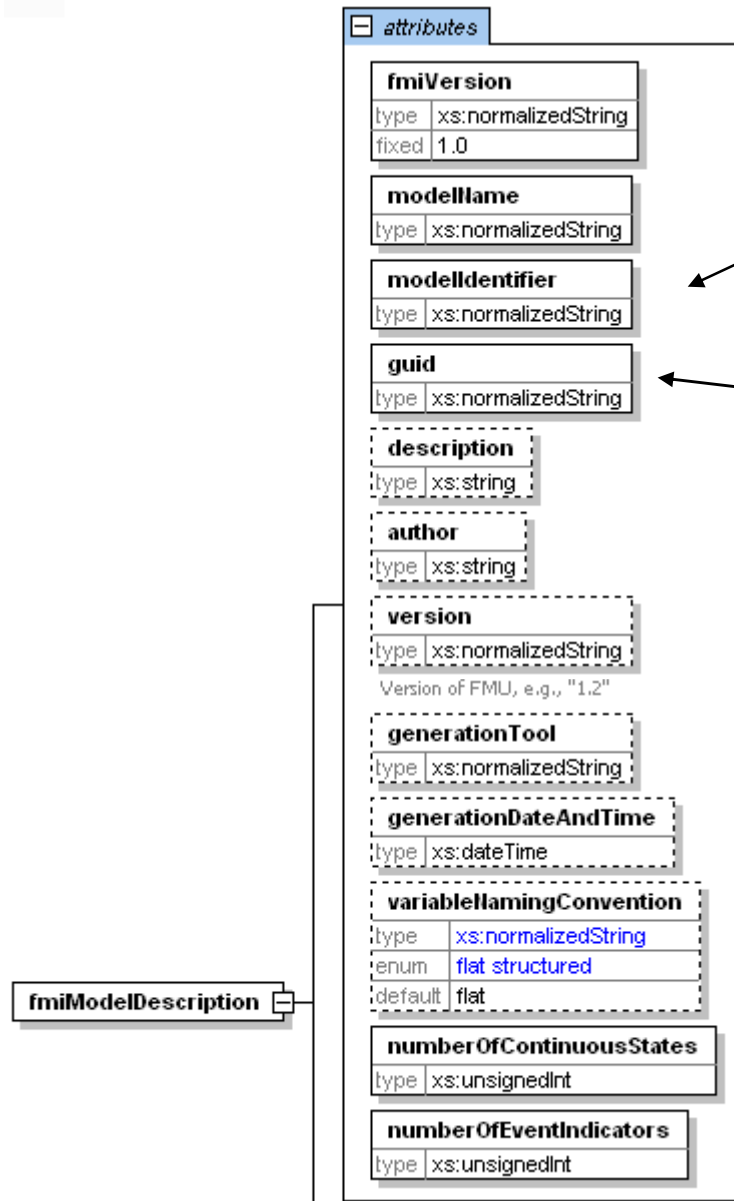 attributes
fmiVersion
type xs:normalizedString
fixed 1.0
modelName
type xs:normalizedString
modelIdentifier
type xs:normalizedString
guid
type xs:normalizedString
description
type xs:string
author
type xs:string
version
type xs:normalizedString
Version of FMU, e.g., "1.2"
generationTool
type xs:normalizedString
generationDateAndTime
type xs:dateTime
variableNamingConvention
type xs:normalizedString
enum flat structured
default flat
fmiModelDescription
numberOfContinuousStates
type xs:unsignedInt
numberOfEventIndicators
type xs:unsignedInt